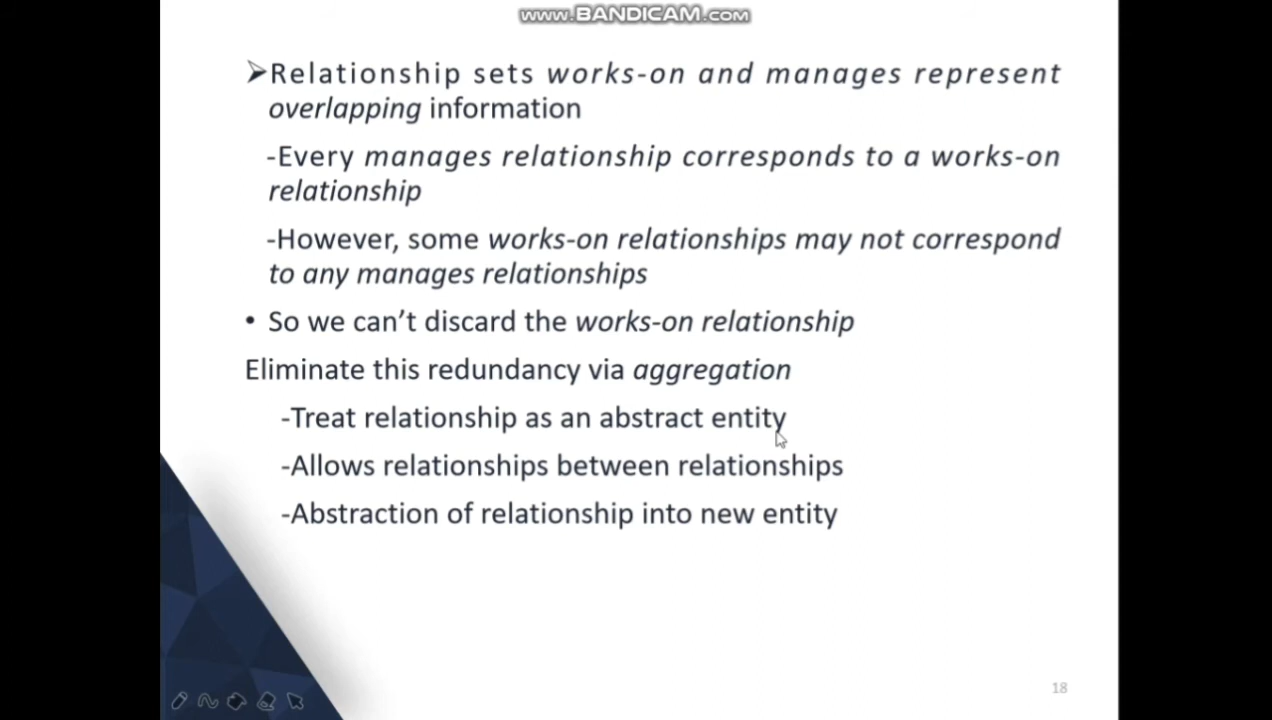 www.BANDICAM.com
➢Relationship sets works-on and manages represent
overlapping information
-Every manages relationship corresponds to a works-on
relationship
-However, some works-on relationships may not correspond
to any manages relationships
• So we can’t discard the works-on relationship
Eliminate this redundancy via aggregation
-Treat relationship as an abstract entity
-Allows relationships between relationships
-Abstraction of relationship into new entity
18